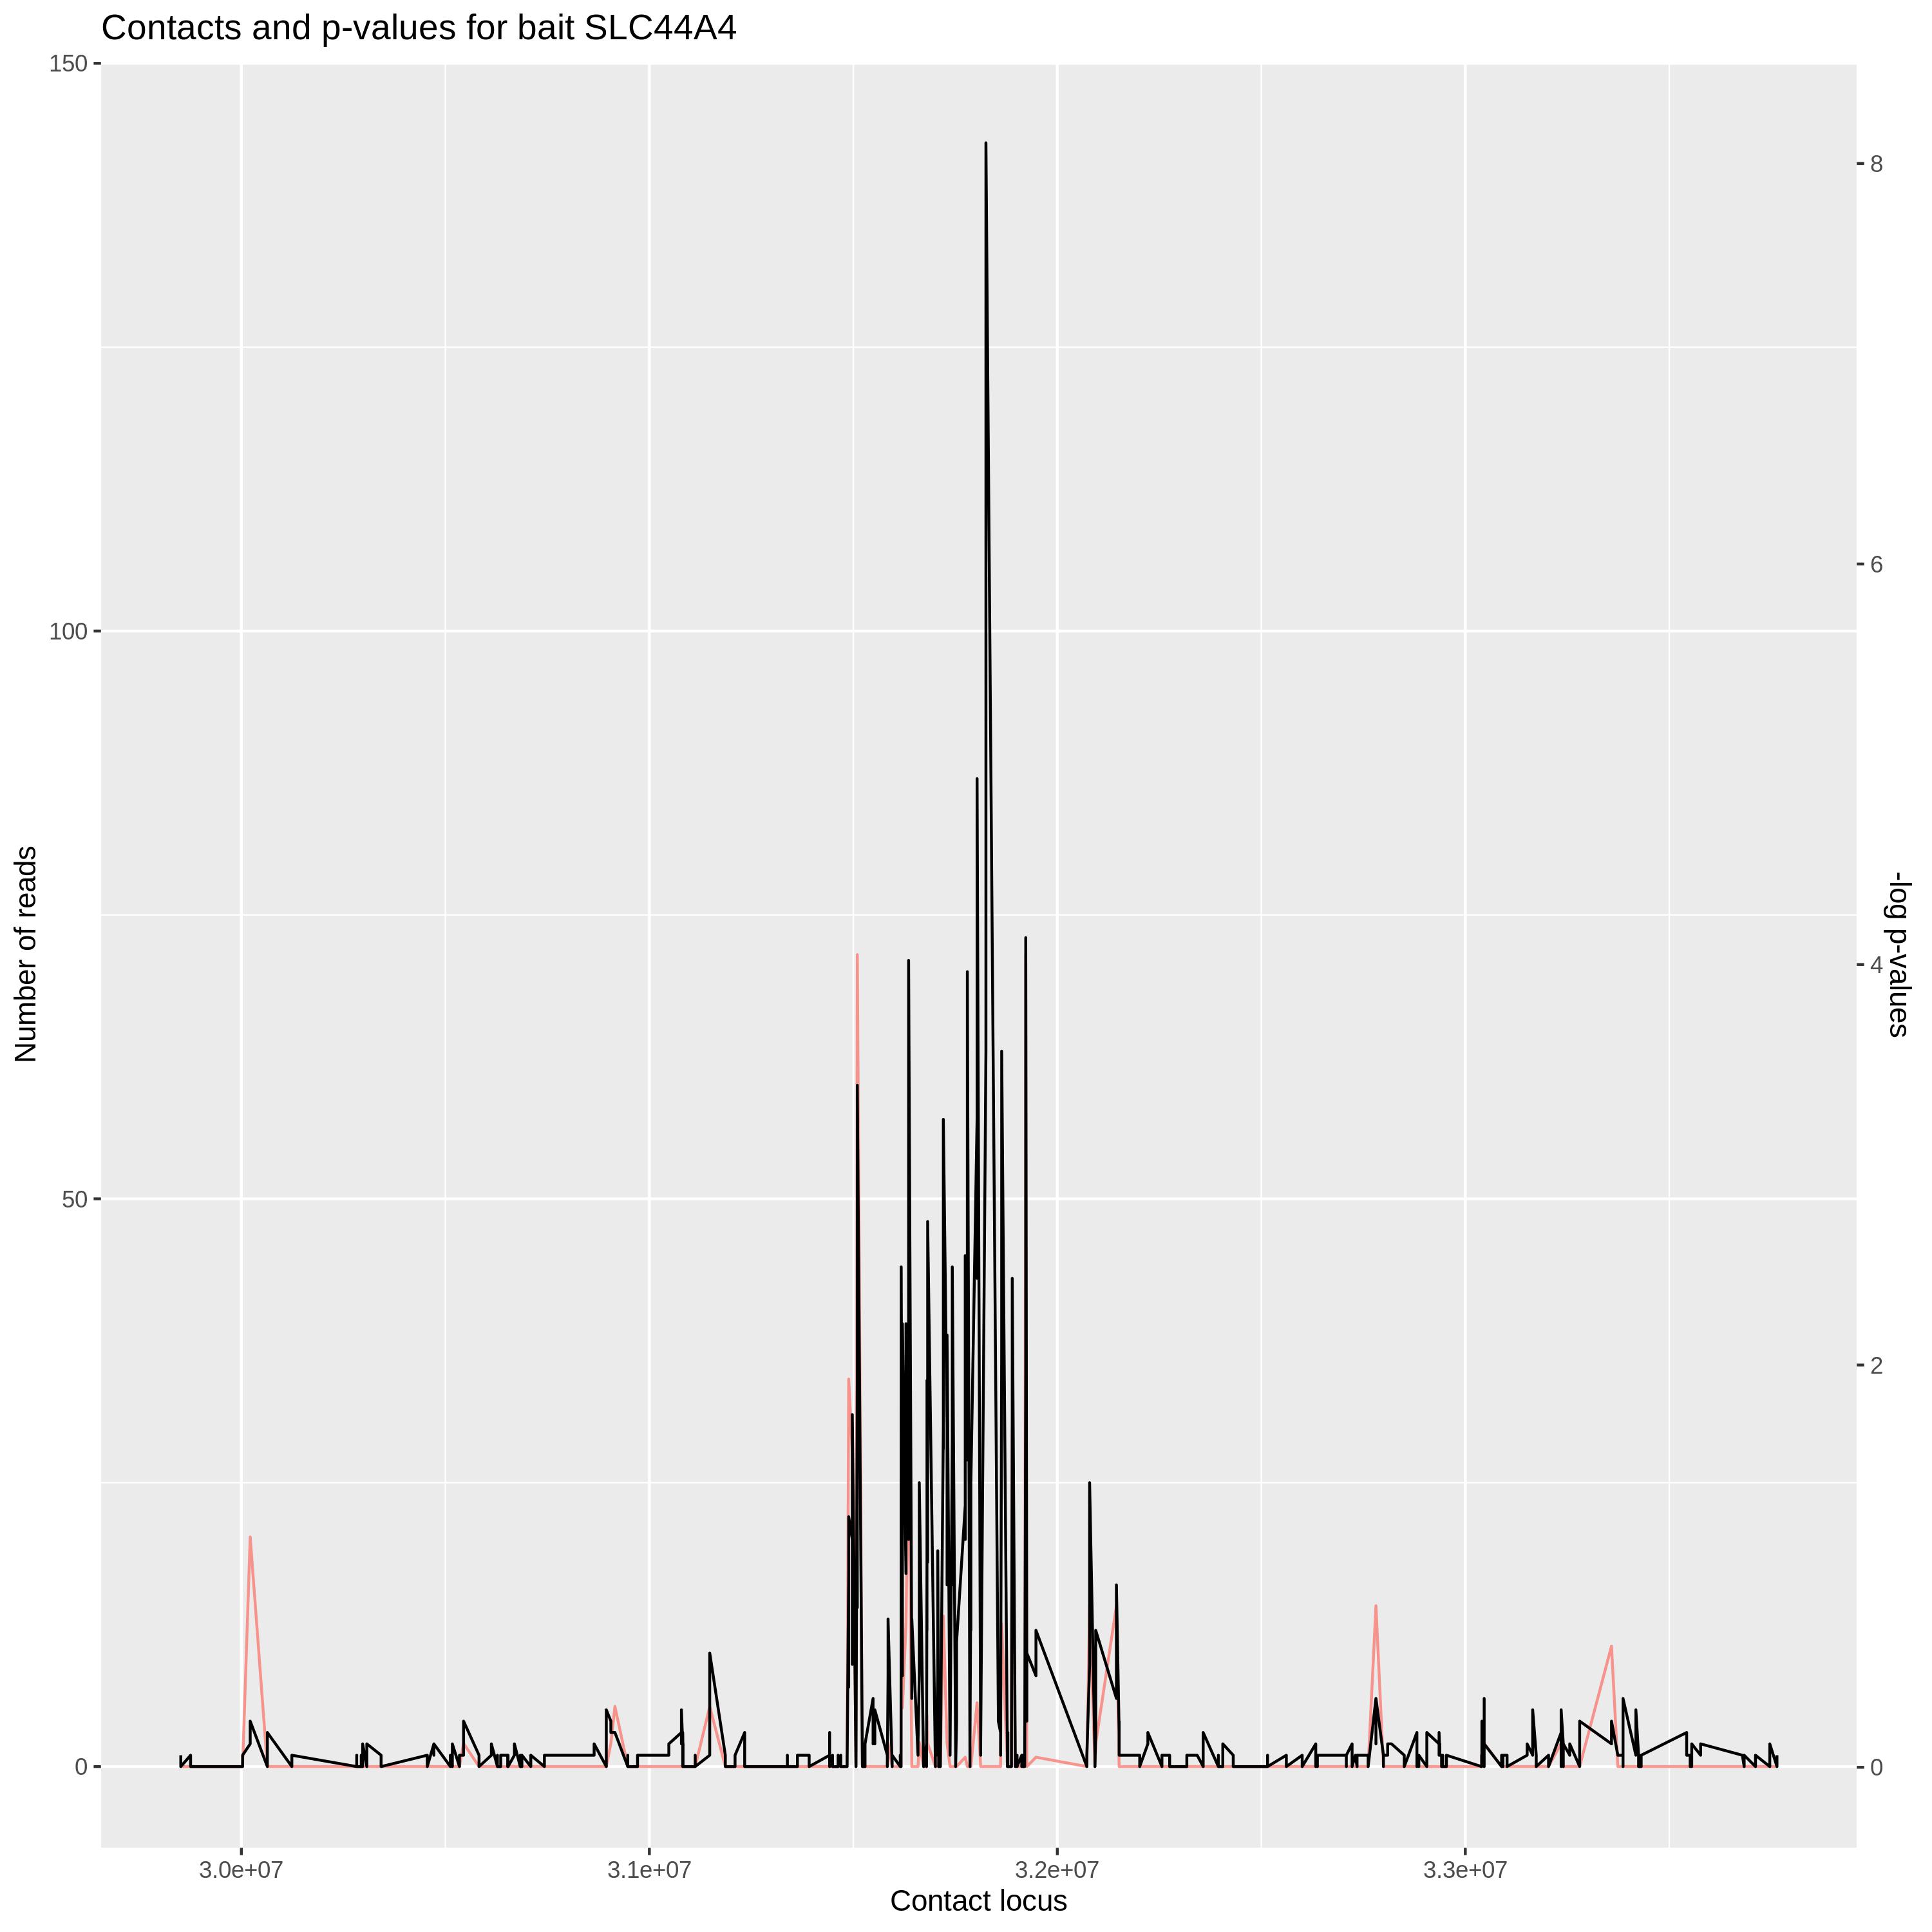 Contacts and p-values for bait SLC44A4
150
100
50
0
Number of reads
8
6
4
2
0
-log p-values
3.0e+07 3.1e+07 3.2e+07 3.3e+07
Contact locus